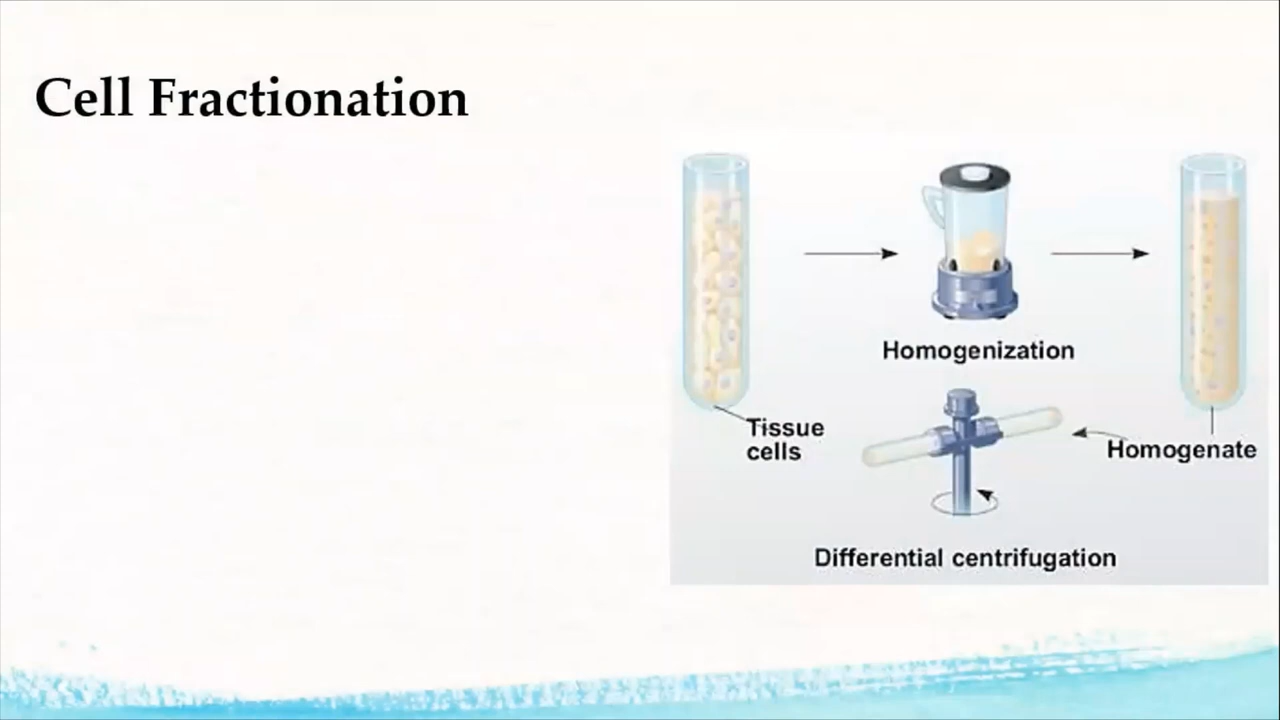 Cell Fractionation
Homogenization
Tissue
cells
Homogenate
Differential centrifugation